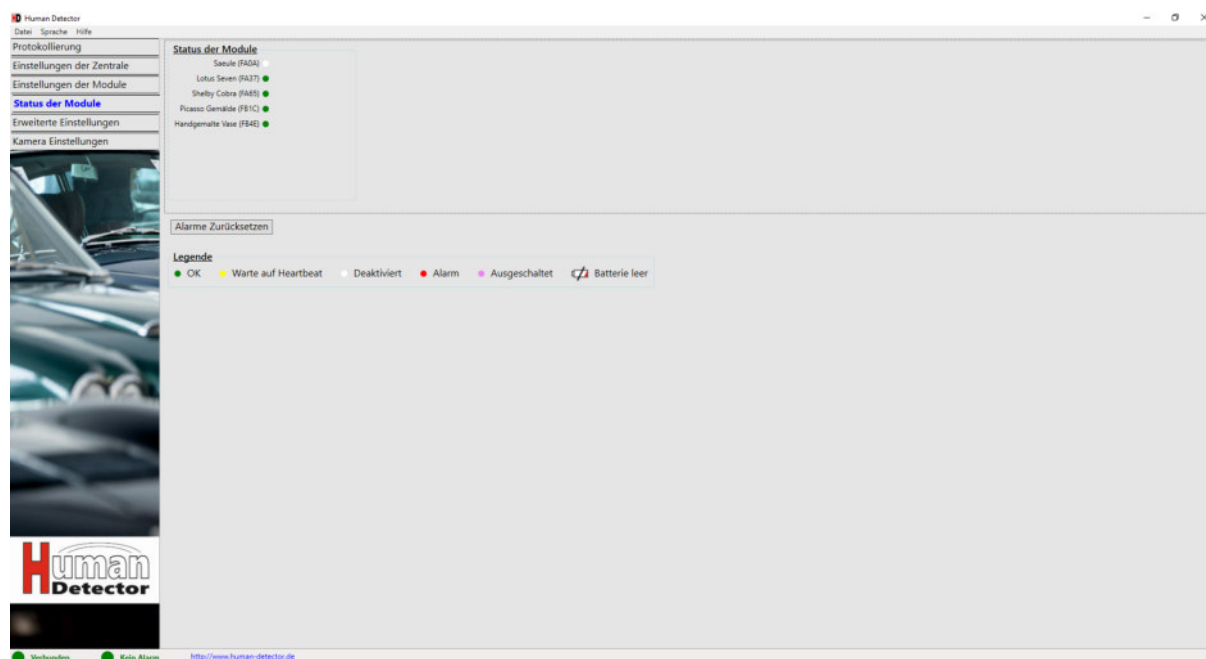 HD Human Detector
Datei Sprache Hilfe
Protokollierung
Einstellungen der Zentrale
Einstellungen der Module
Status der Module
Erweiterte Einstellungen
Kamera Einstellungen
Status der Module
Saeule (FA0A)
Lotus Seven (FA37)
Shelby Cobra (FA65)
Picasso Gemälde (FB1C)
Handgemalte Vase (FB4E)
Alarme Zurücksetzen
Legende
OK Warte auf Heartbeat Deaktiviert Alarm Ausgeschaltet Batterie leer
Human
Detector
Verbunden Kein Alarm http://www.human-detector.de